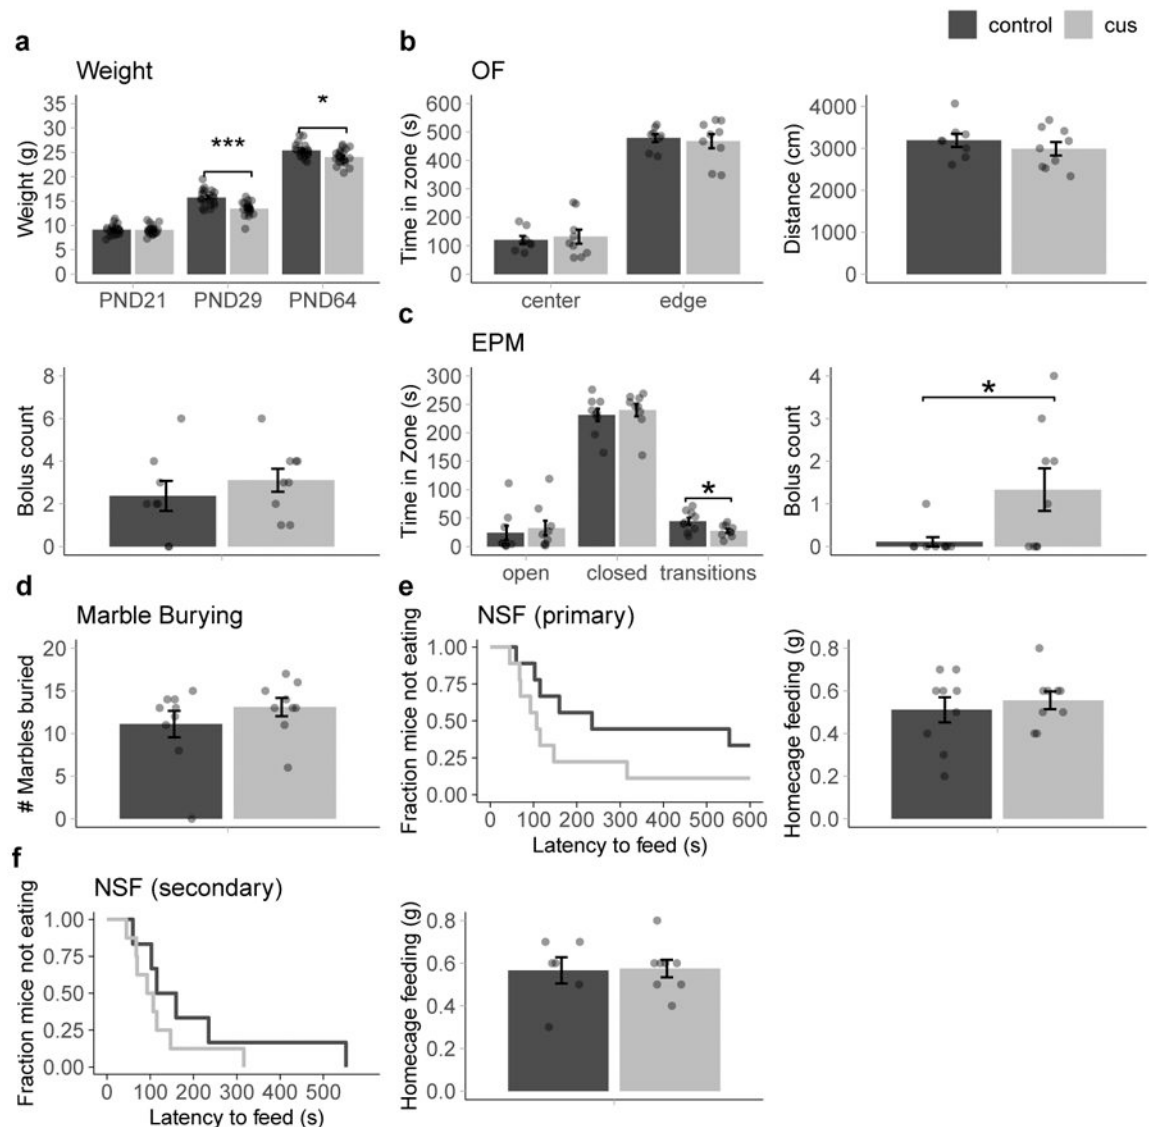 control cus
a
Weight
Weight (g)
35
30
25
20
15
10
5
0
***
*
PND21 PND29 PND64
b
OF
Time in zone (s)
600
500
400
300
200
100
0
center edge
Distance (cm)
4000
3000
2000
1000
0
Bolus count
8
6
4
2
0
c
EPM
Time in Zone (s)
300
250
200
150
100
50
0
*
open closed transitions
Bolus count
4
3
2
1
0
*
d
Marble Burying
# Marbles buried
20
15
10
5
0
e
NSF (primary)
Fraction mice not eating
1.00
0.75
0.50
0.25
0.00
0 100 200 300 400 500 600
Latency to feed (s)
Homecage feeding (g)
0.8
0.6
0.4
0.2
0.0
f
NSF (secondary)
Fraction mice not eating
1.00
0.75
0.50
0.25
0.00
0 100 200 300 400 500
Latency to feed (s)
Homecage feeding (g)
0.8
0.6
0.4
0.2
0.0